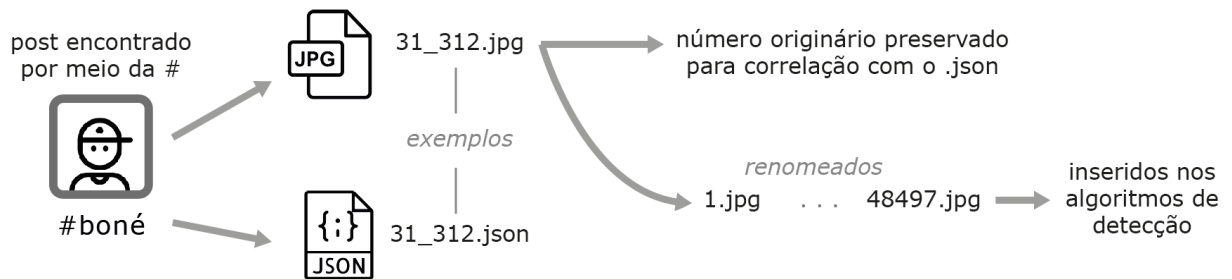 post encontrado
por meio da #
#boné
JPG
31_312.jpg
exemplos
{;}
JSON
31_312.json
número originário preservado
para correlação com o .json
renomeados
1.jpg . . . 48497.jpg
inseridos nos
algoritmos de
detecção